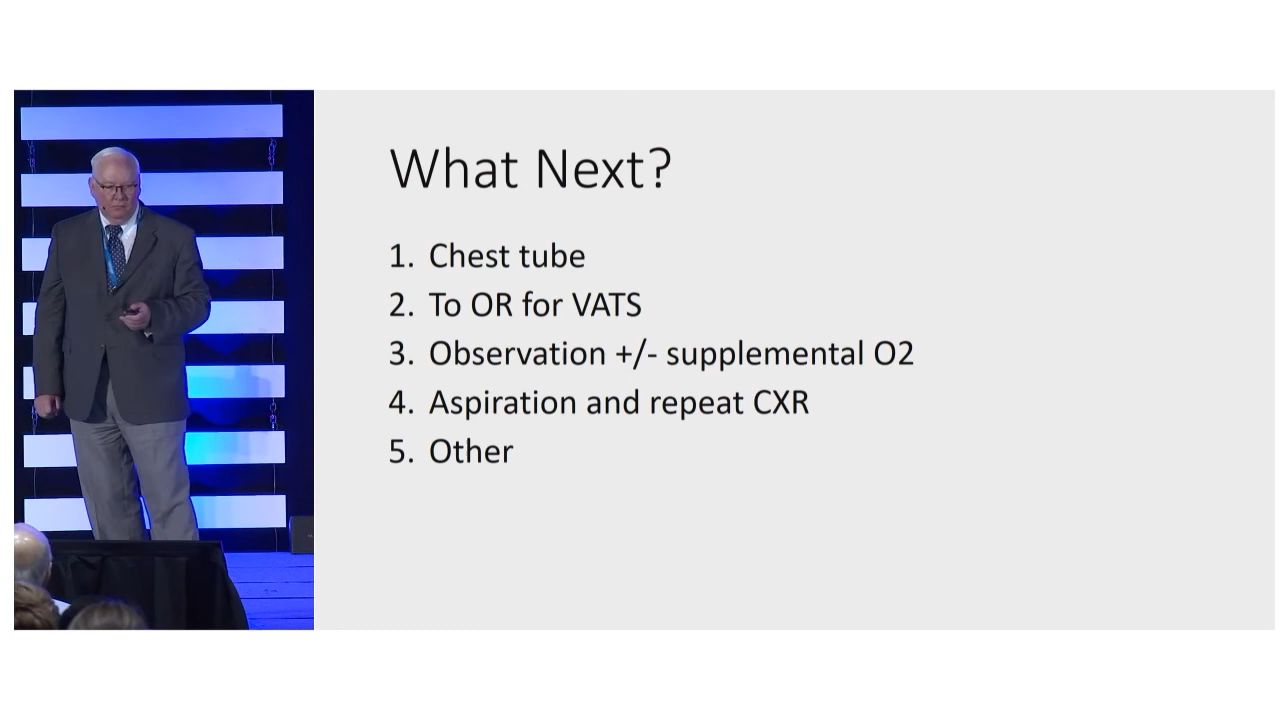 What Next?
1. Chest tube
2. To OR for VATS
3. Observation +/- supplemental O2
4. Aspiration and repeat CXR
5. Other